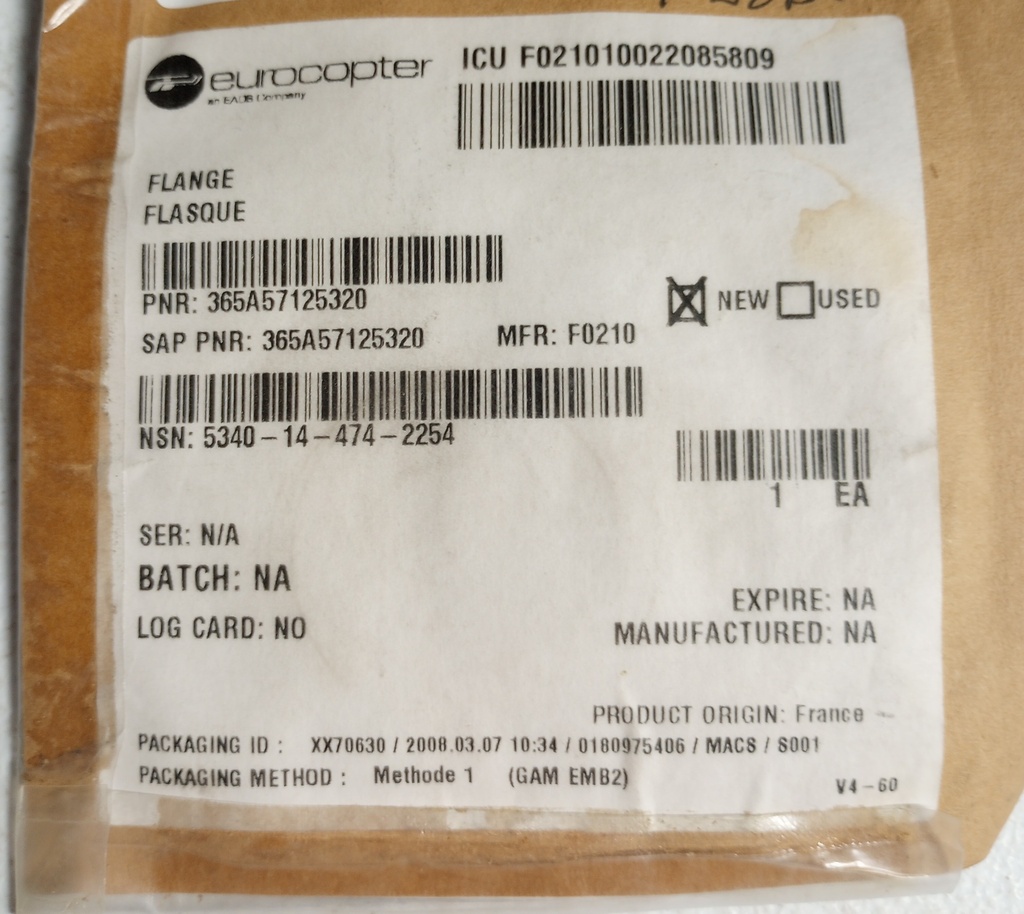 eurocopter
an EADS Company
ICU F021010022085809
FLANGE
FLASQUE
PNR: 365A57125320
NEW USED
SAP PNR: 365A57125320 MFR: F0210
NSN: 5340-14-474-2254
1 EA
SER: N/A
BATCH: NA
EXPIRE: NA
LOG CARD: NO
MANUFACTURED: NA
PRODUCT ORIGIN: France
PACKAGING ID : XX70630 / 2008.03.07 10:34 / 0180975406 / MACS / S001
PACKAGING METHOD : Methode 1 (GAM EMB2)
V4-60